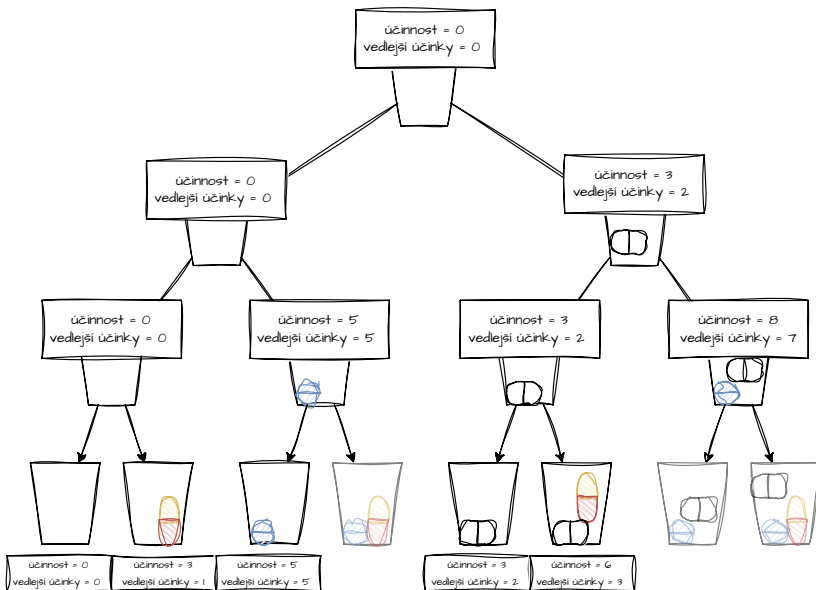 účinnost = 0
vedlejší účinky = 0
účinnost = 0
vedlejší účinky = 0
účinnost = 3
vedlejší účinky = 2
účinnost = 0
vedlejší účinky = 0
účinnost = 5
vedlejší účinky = 5
účinnost = 3
vedlejší účinky = 2
účinnost = 8
vedlejší účinky = 7
účinnost = 0
vedlejší účinky = 0
účinnost = 3
vedlejší účinky = 1
účinnost = 5
vedlejší účinky = 5
účinnost = 3
vedlejší účinky = 2
účinnost = 6
vedlejší účinky = 3